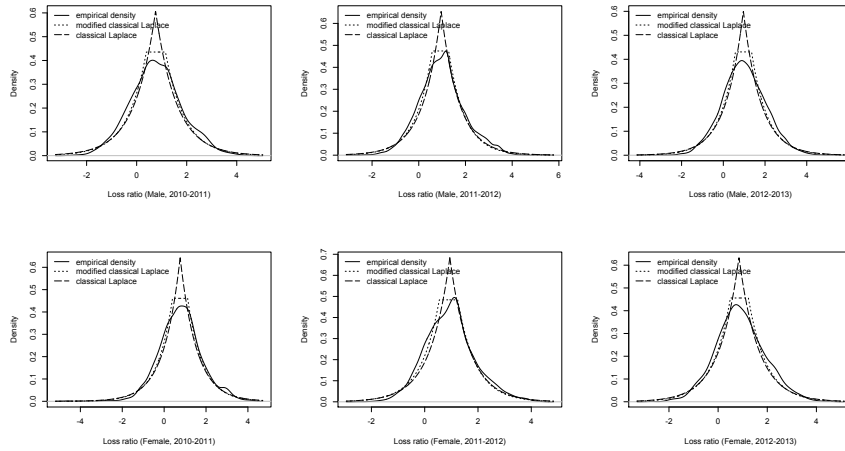 empirical density
modified classical Laplace
classical Laplace
Density
0.0 0.1 0.2 0.3 0.4 0.5 0.6
-2 0 2 4
Loss ratio (Male, 2010-2011)
empirical density
modified classical Laplace
classical Laplace
Density
0.0 0.1 0.2 0.3 0.4 0.5 0.6
-2 0 2 4 6
Loss ratio (Male, 2011-2012)
empirical density
modified classical Laplace
classical Laplace
Density
0.0 0.1 0.2 0.3 0.4 0.5 0.6
-4 -2 0 2 4
Loss ratio (Male, 2012-2013)
empirical density
modified classical Laplace
classical Laplace
Density
0.0 0.1 0.2 0.3 0.4 0.5 0.6
-4 -2 0 2 4
Loss ratio (Female, 2010-2011)
empirical density
modified classical Laplace
classical Laplace
Density
0.0 0.1 0.2 0.3 0.4 0.5 0.6 0.7
-2 0 2 4
Loss ratio (Female, 2011-2012)
empirical density
modified classical Laplace
classical Laplace
Density
0.0 0.1 0.2 0.3 0.4 0.5 0.6
-4 -2 0 2 4
Loss ratio (Female, 2012-2013)